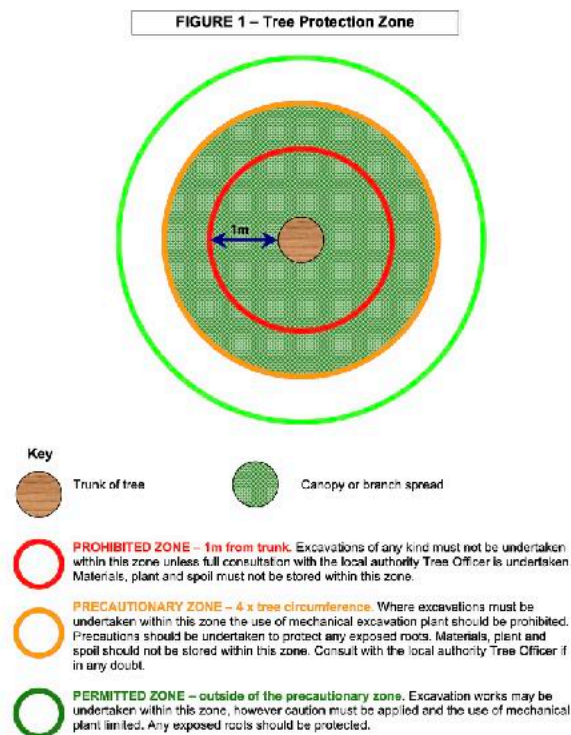 FIGURE 1 – Tree Protection Zone
1m
Key
Trunk of tree
Canopy or branch spread
PROHIBITED ZONE – 1m from trunk. Excavations of any kind must not be undertaken
within this zone unless full consultation with the local authority Tree Officer is undertaken.
Materials, plant and spoil must not be stored within this zone.
PRECAUTIONARY ZONE – 4 x tree circumference. Where excavations must be
undertaken within this zone the use of mechanical excavation plant should be prohibited.
Precautions should be undertaken to protect any exposed roots. Materials, plant and
spoil should not be stored within this zone. Consult with the local authority Tree Officer if
in any doubt.
PERMITTED ZONE – outside of the precautionary zone. Excavation works may be
undertaken within this zone, however caution must be applied and the use of mechanical
plant limited. Any exposed roots should be protected.